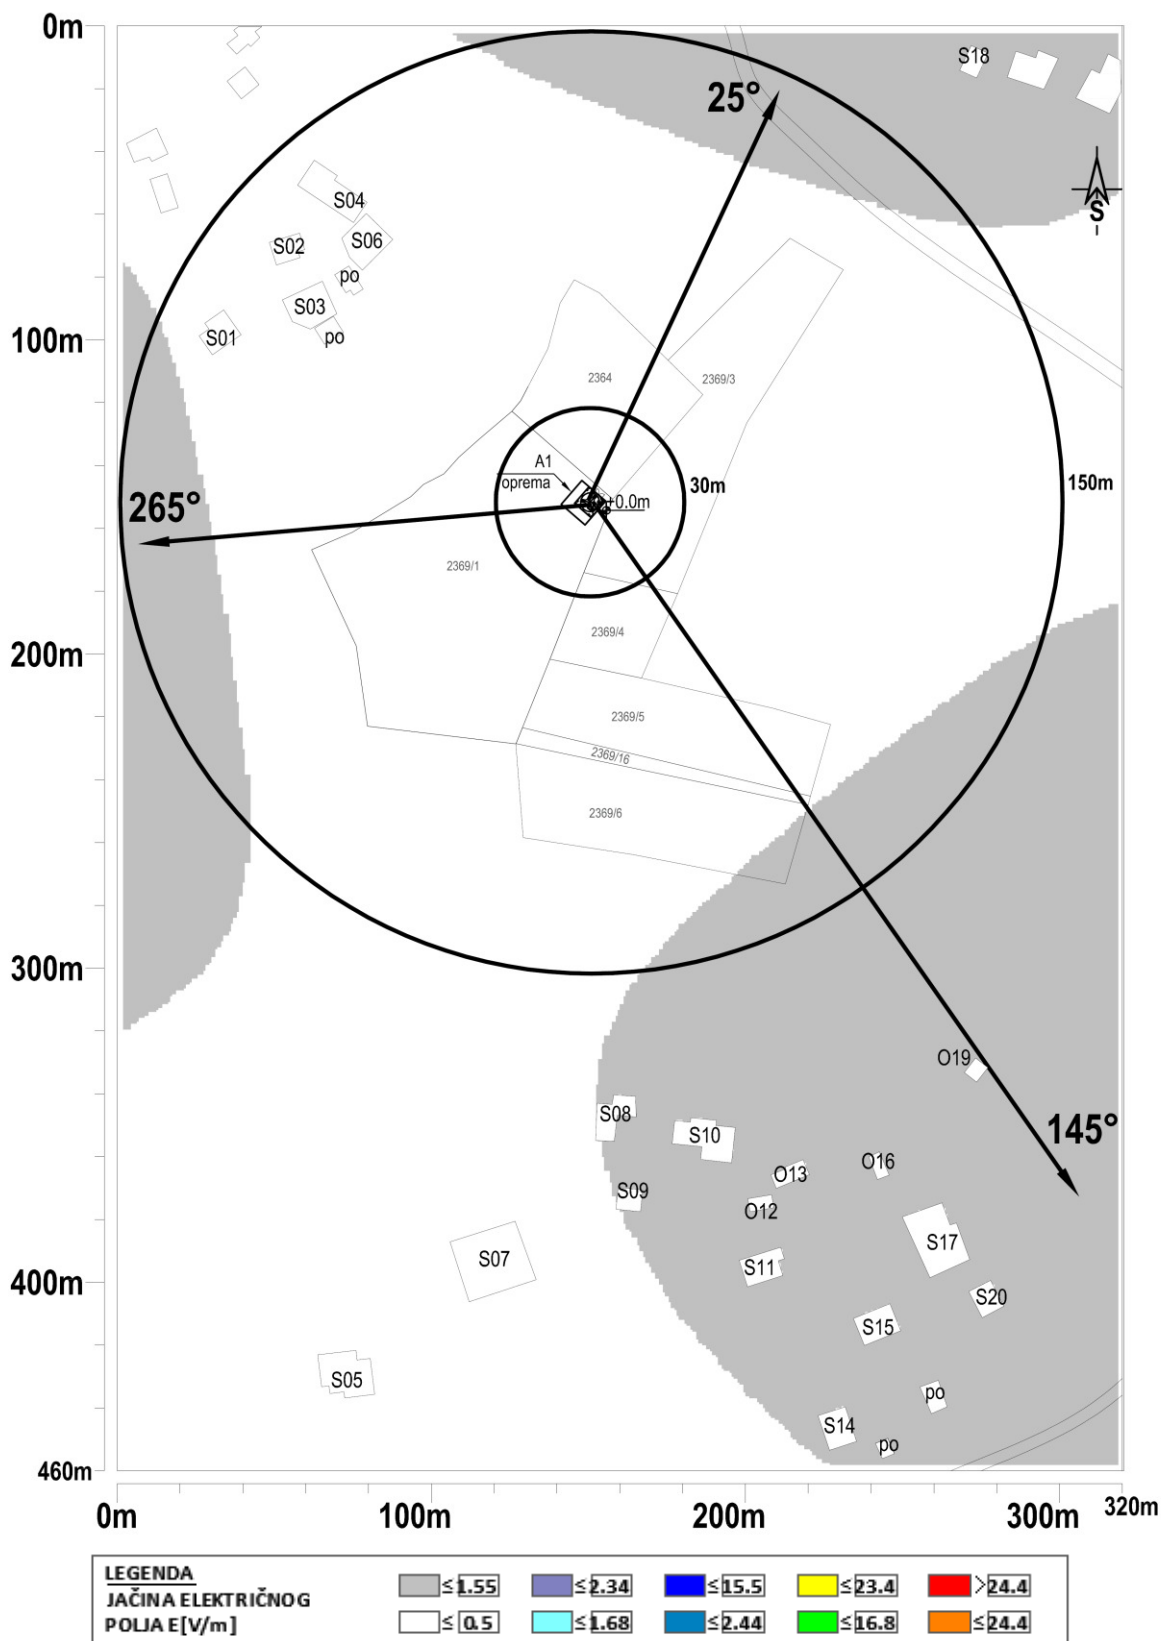 0m
S18
25°
S04
S
S02
S06
po
S03
S01
po
100m
2364
2369/3
A1
oprema
30m
150m
+0.0m
265°
2369/1
2369/4
200m
2369/5
2369/16
2369/6
300m
O19
S08
S10
145°
O13
O16
S09
O12
S07
S11
S17
400m
S20
S15
S05
po
S14
po
460m
0m
100m
200m
300m
320m
LEGENDA
JAČINA ELEKTRIČNOG
POLJA E[V/m]
≤1.55
≤2.34
≤15.5
≤23.4
>24.4
≤ 0.5
≤1.68
≤2.44
≤16.8
≤24.4